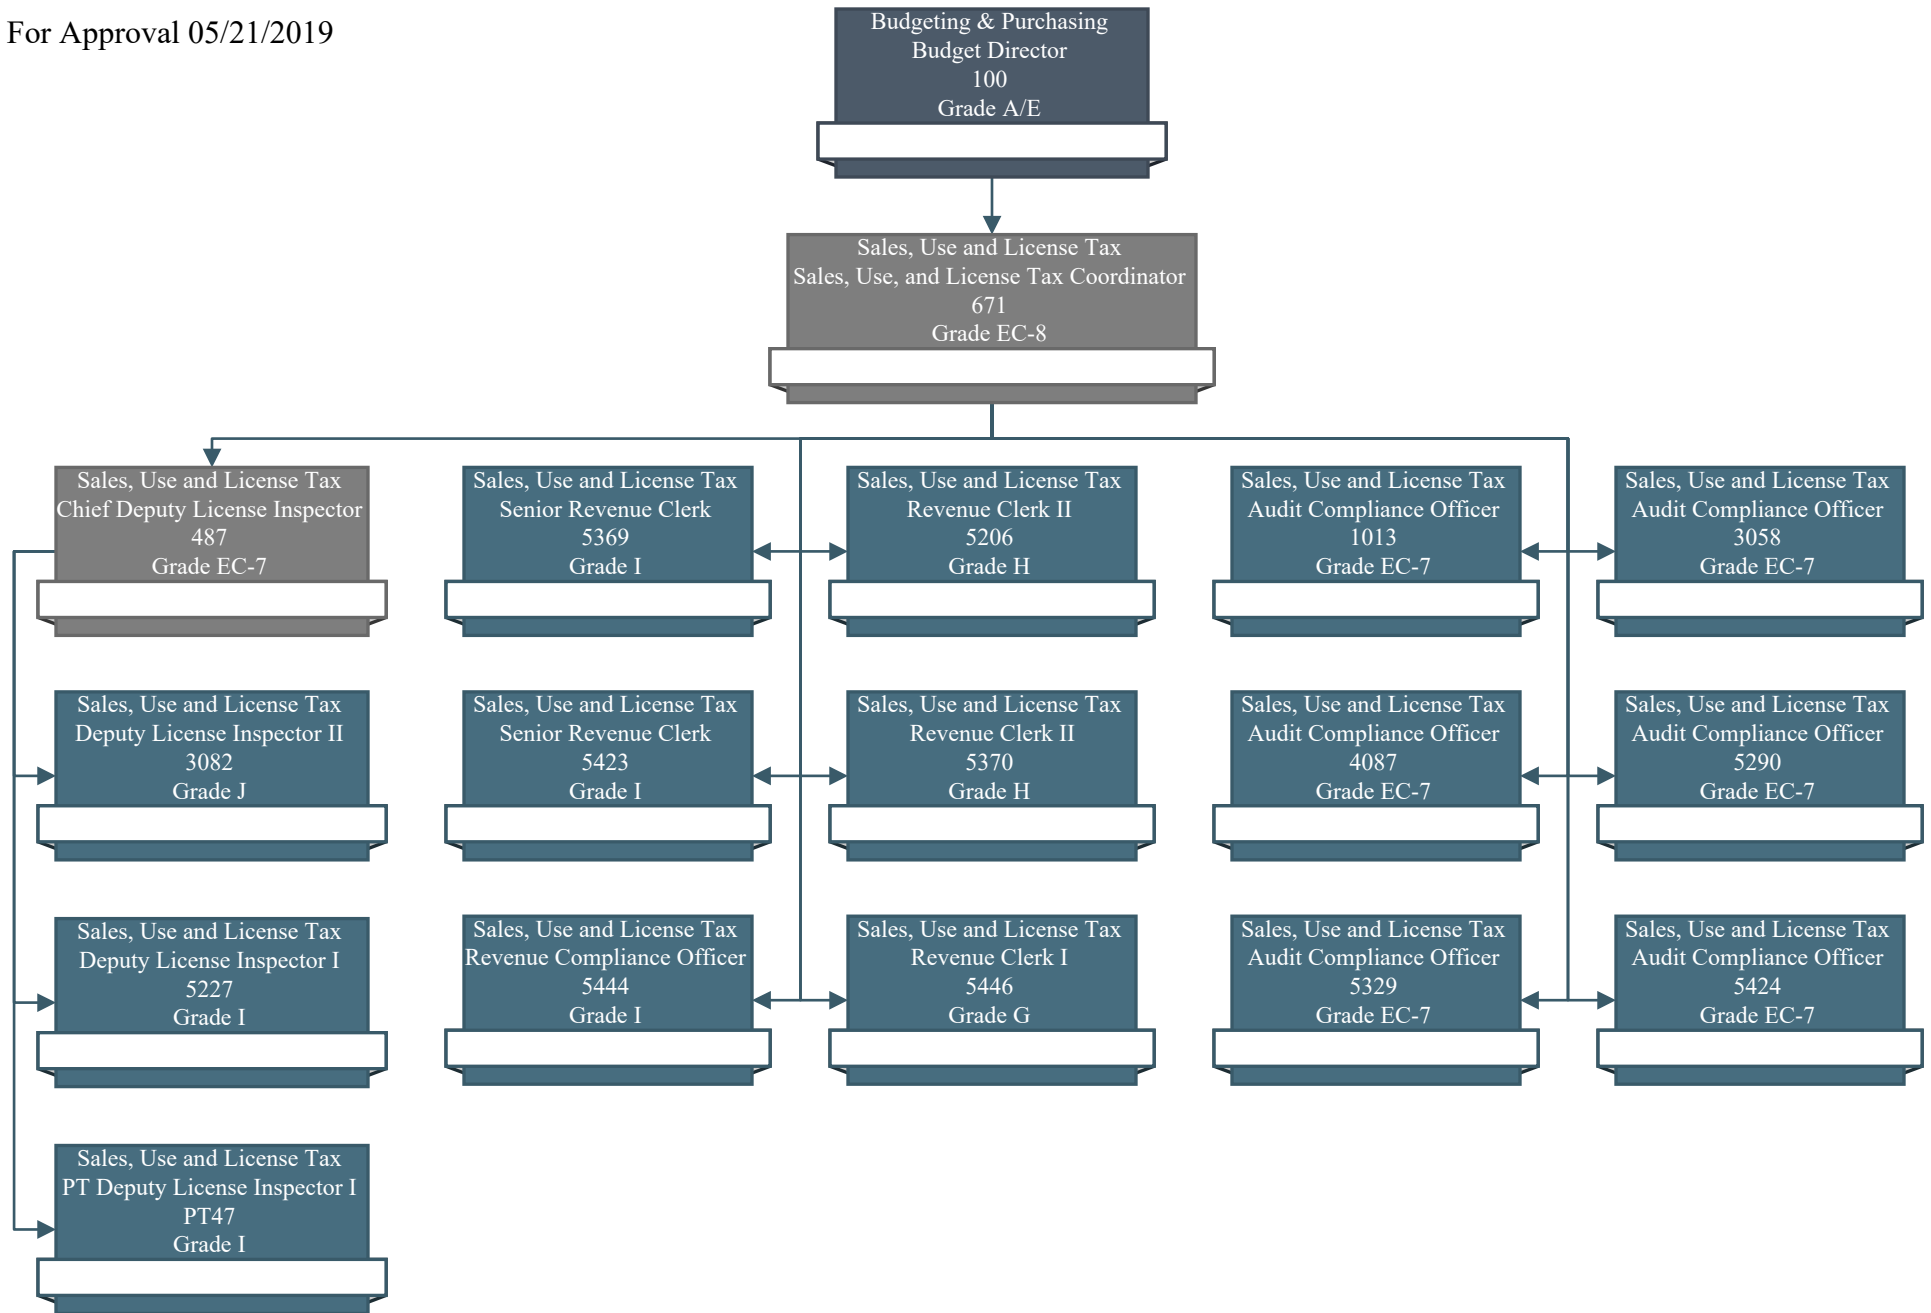 For Approval 05/21/2019
Budgeting & Purchasing
Budget Director
100
Grade A/E
Sales, Use and License Tax
Sales, Use, and License Tax Coordinator
671
Grade EC-8
Sales, Use and License Tax
Chief Deputy License Inspector
487
Grade EC-7
Sales, Use and License Tax
Senior Revenue Clerk
5369
Grade I
Sales, Use and License Tax
Revenue Clerk II
5206
Grade H
Sales, Use and License Tax
Audit Compliance Officer
1013
Grade EC-7
Sales, Use and License Tax
Audit Compliance Officer
3058
Grade EC-7
Sales, Use and License Tax
Deputy License Inspector II
3082
Grade J
Sales, Use and License Tax
Senior Revenue Clerk
5423
Grade I
Sales, Use and License Tax
Revenue Clerk II
5370
Grade H
Sales, Use and License Tax
Audit Compliance Officer
4087
Grade EC-7
Sales, Use and License Tax
Audit Compliance Officer
5290
Grade EC-7
Sales, Use and License Tax
Deputy License Inspector I
5227
Grade I
Sales, Use and License Tax
Revenue Compliance Officer
5444
Grade I
Sales, Use and License Tax
Revenue Clerk I
5446
Grade G
Sales, Use and License Tax
Audit Compliance Officer
5329
Grade EC-7
Sales, Use and License Tax
Audit Compliance Officer
5424
Grade EC-7
Sales, Use and License Tax
PT Deputy License Inspector I
PT47
Grade I